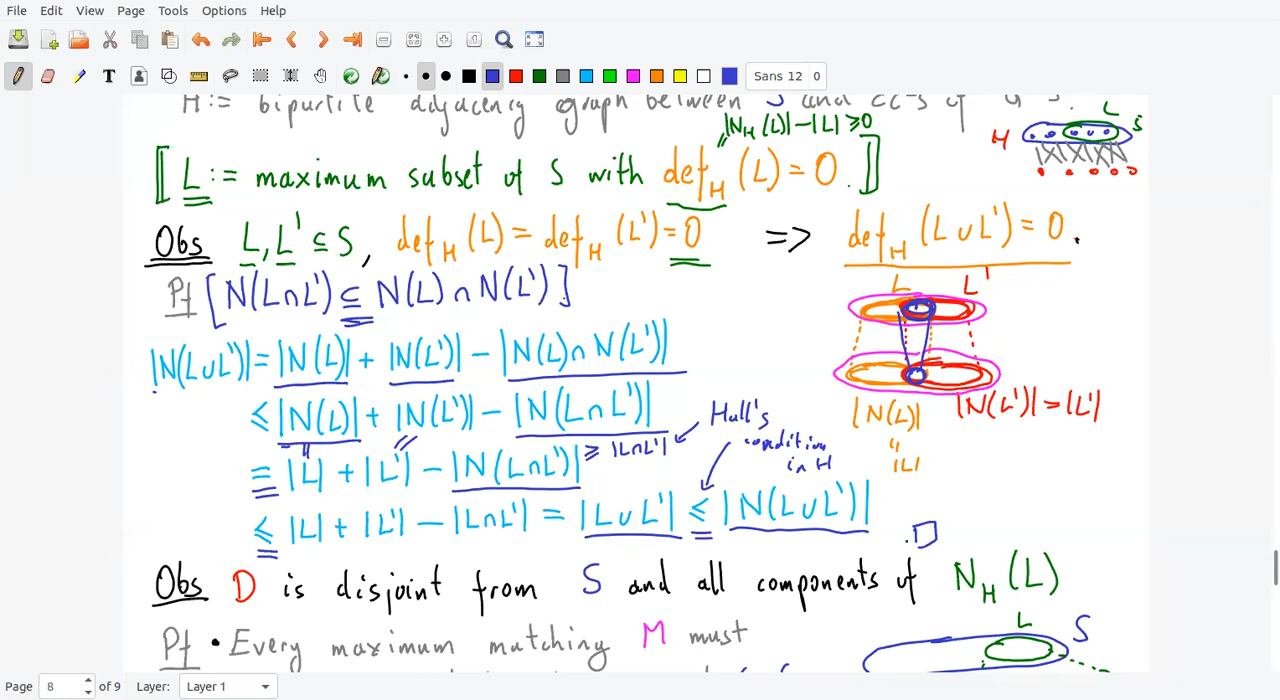 File Edit View Page Tools Options Help
Sans 12 0
H := bipartite adjacency graph between S and cc-s of G-S.
|N_H(L)|-|L| ≥ 0
[[ L := maximum subset of S with def_H (L) = 0. ]]
H L S
Obs L, L' ⊆ S, def_H (L) = def_H (L') = 0 => def_H (L ∪ L') = 0.
Pf [N(L∩L') ⊆ N(L) ∩ N(L')]
L L'
|N(L∪L')| = |N(L)| + |N(L')| - |N(L) ∩ N(L')|
≤ |N(L)| + |N(L')| - |N(L∩L')|
|N(L)| = |L| |N(L')| = |L'|
≥ |L∩L'| Hall's condition in H
= |L| + |L'| - |N(L∩L')|
≤ |L| + |L'| - |L∩L'| = |L∪L'| ≤ |N(L∪L')|
. □
Obs D is disjoint from S and all components of N_H(L)
Pf • Every maximum matching M must
L S
Page 8 of 9 Layer: Layer 1